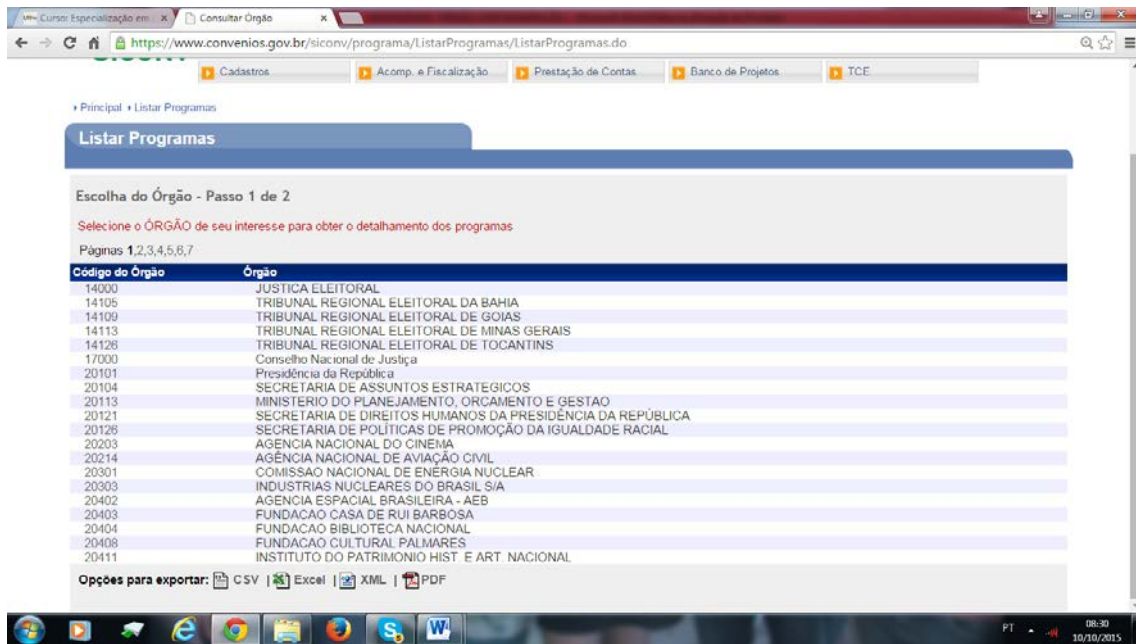 Curso: Especialização em
Consultar Órgão
https://www.convenios.gov.br/siconv/programa/ListarProgramas/ListarProgramas.do
Cadastros Acomp. e Fiscalização Prestação de Contas Banco de Projetos TCE
Principal Listar Programas
Listar Programas
Escolha do Órgão - Passo 1 de 2
Selecione o ÓRGÃO de seu interesse para obter o detalhamento dos programas
Páginas 1,2,3,4,5,6,7
Código do Órgão Órgão
14000 JUSTICA ELEITORAL
14105 TRIBUNAL REGIONAL ELEITORAL DA BAHIA
14109 TRIBUNAL REGIONAL ELEITORAL DE GOIAS
14113 TRIBUNAL REGIONAL ELEITORAL DE MINAS GERAIS
14126 TRIBUNAL REGIONAL ELEITORAL DE TOCANTINS
17000 Conselho Nacional de Justiça
20101 Presidência da República
20104 SECRETARIA DE ASSUNTOS ESTRATEGICOS
20113 MINISTERIO DO PLANEJAMENTO, ORCAMENTO E GESTAO
20121 SECRETARIA DE DIREITOS HUMANOS DA PRESIDÊNCIA DA REPÚBLICA
20126 SECRETARIA DE POLÍTICAS DE PROMOÇÃO DA IGUALDADE RACIAL
20203 AGENCIA NACIONAL DO CINEMA
20214 AGÊNCIA NACIONAL DE AVIAÇÃO CIVIL
20301 COMISSAO NACIONAL DE ENERGIA NUCLEAR
20303 INDUSTRIAS NUCLEARES DO BRASIL S/A
20402 AGENCIA ESPACIAL BRASILEIRA - AEB
20403 FUNDACAO CASA DE RUI BARBOSA
20404 FUNDACAO BIBLIOTECA NACIONAL
20408 FUNDACAO CULTURAL PALMARES
20411 INSTITUTO DO PATRIMONIO HIST. E ART. NACIONAL
Opções para exportar: CSV | Excel | XML | PDF
PT 08:30
10/10/2015